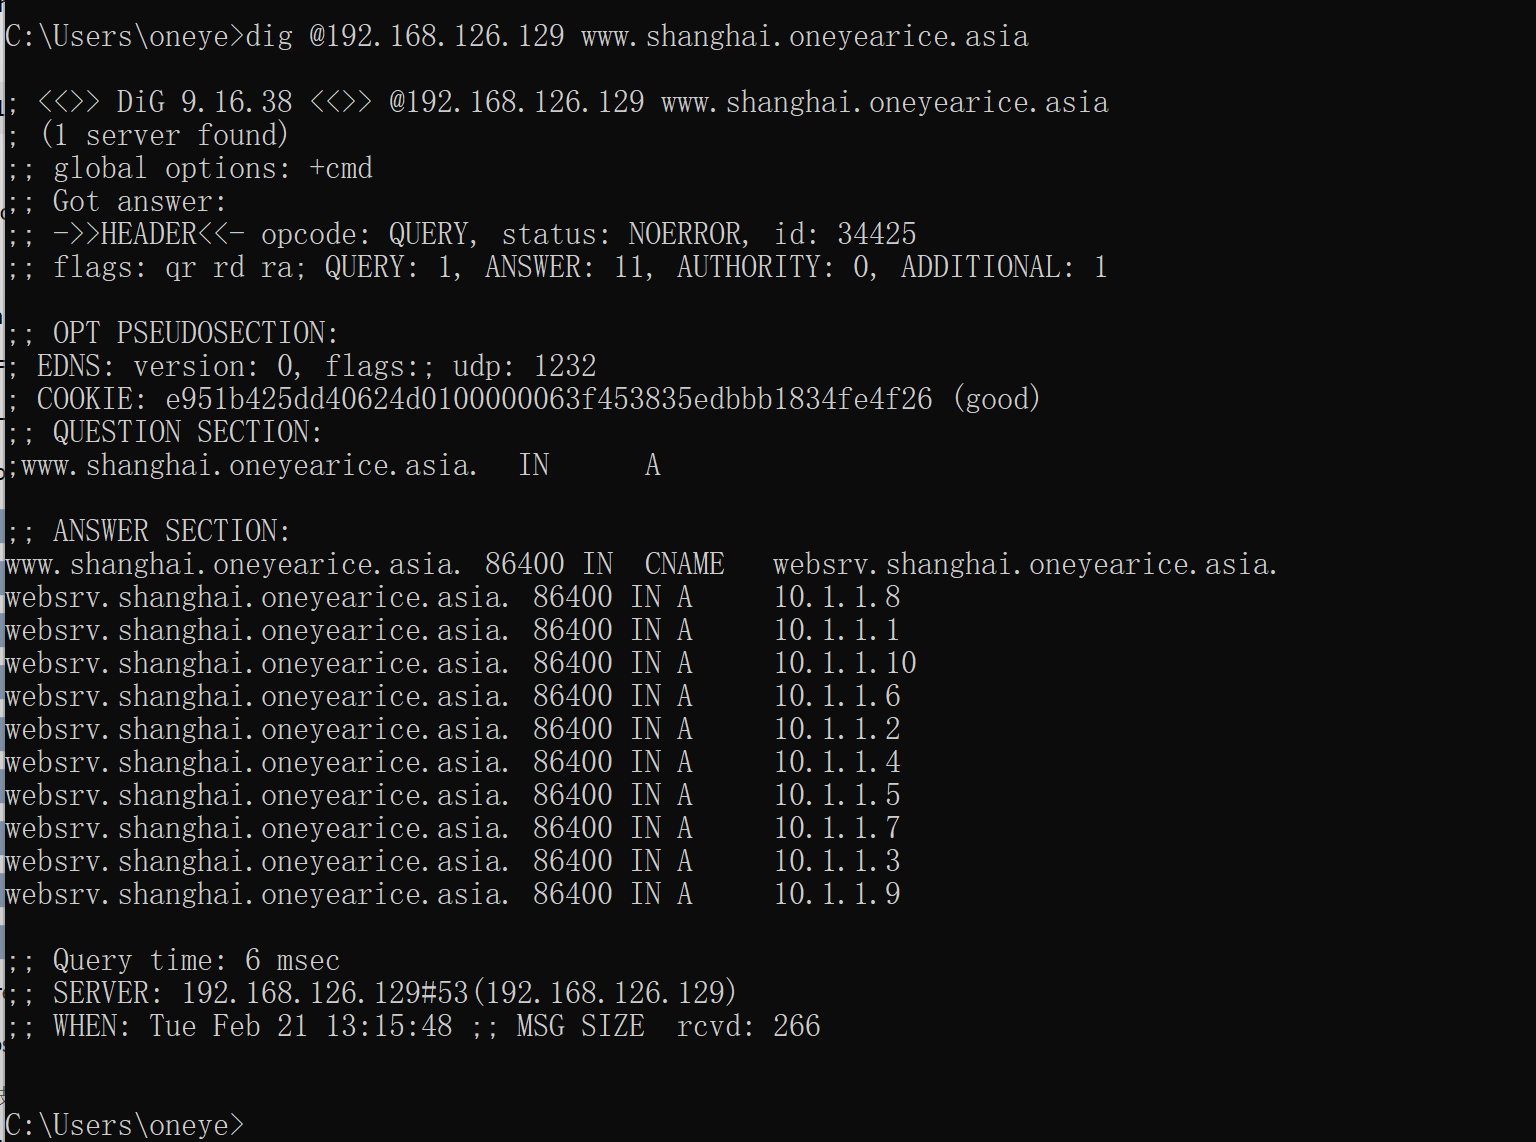 C:\Users\oneye>dig @192.168.126.129 www.shanghai.oneyearice.asia
; <<>> DiG 9.16.38 <<>> @192.168.126.129 www.shanghai.oneyearice.asia
; (1 server found)
;; global options: +cmd
;; Got answer:
;; ->>HEADER<<- opcode: QUERY, status: NOERROR, id: 34425
;; flags: qr rd ra; QUERY: 1, ANSWER: 11, AUTHORITY: 0, ADDITIONAL: 1
;; OPT PSEUDOSECTION:
; EDNS: version: 0, flags:; udp: 1232
; COOKIE: e951b425dd40624d0100000063f453835edbbb1834fe4f26 (good)
;; QUESTION SECTION:
;www.shanghai.oneyearice.asia. IN A
;; ANSWER SECTION:
www.shanghai.oneyearice.asia. 86400 IN CNAME websrv.shanghai.oneyearice.asia.
websrv.shanghai.oneyearice.asia. 86400 IN A 10.1.1.8
websrv.shanghai.oneyearice.asia. 86400 IN A 10.1.1.1
websrv.shanghai.oneyearice.asia. 86400 IN A 10.1.1.10
websrv.shanghai.oneyearice.asia. 86400 IN A 10.1.1.6
websrv.shanghai.oneyearice.asia. 86400 IN A 10.1.1.2
websrv.shanghai.oneyearice.asia. 86400 IN A 10.1.1.4
websrv.shanghai.oneyearice.asia. 86400 IN A 10.1.1.5
websrv.shanghai.oneyearice.asia. 86400 IN A 10.1.1.7
websrv.shanghai.oneyearice.asia. 86400 IN A 10.1.1.3
websrv.shanghai.oneyearice.asia. 86400 IN A 10.1.1.9
;; Query time: 6 msec
;; SERVER: 192.168.126.129#53(192.168.126.129)
;; WHEN: Tue Feb 21 13:15:48 ;; MSG SIZE rcvd: 266
C:\Users\oneye>